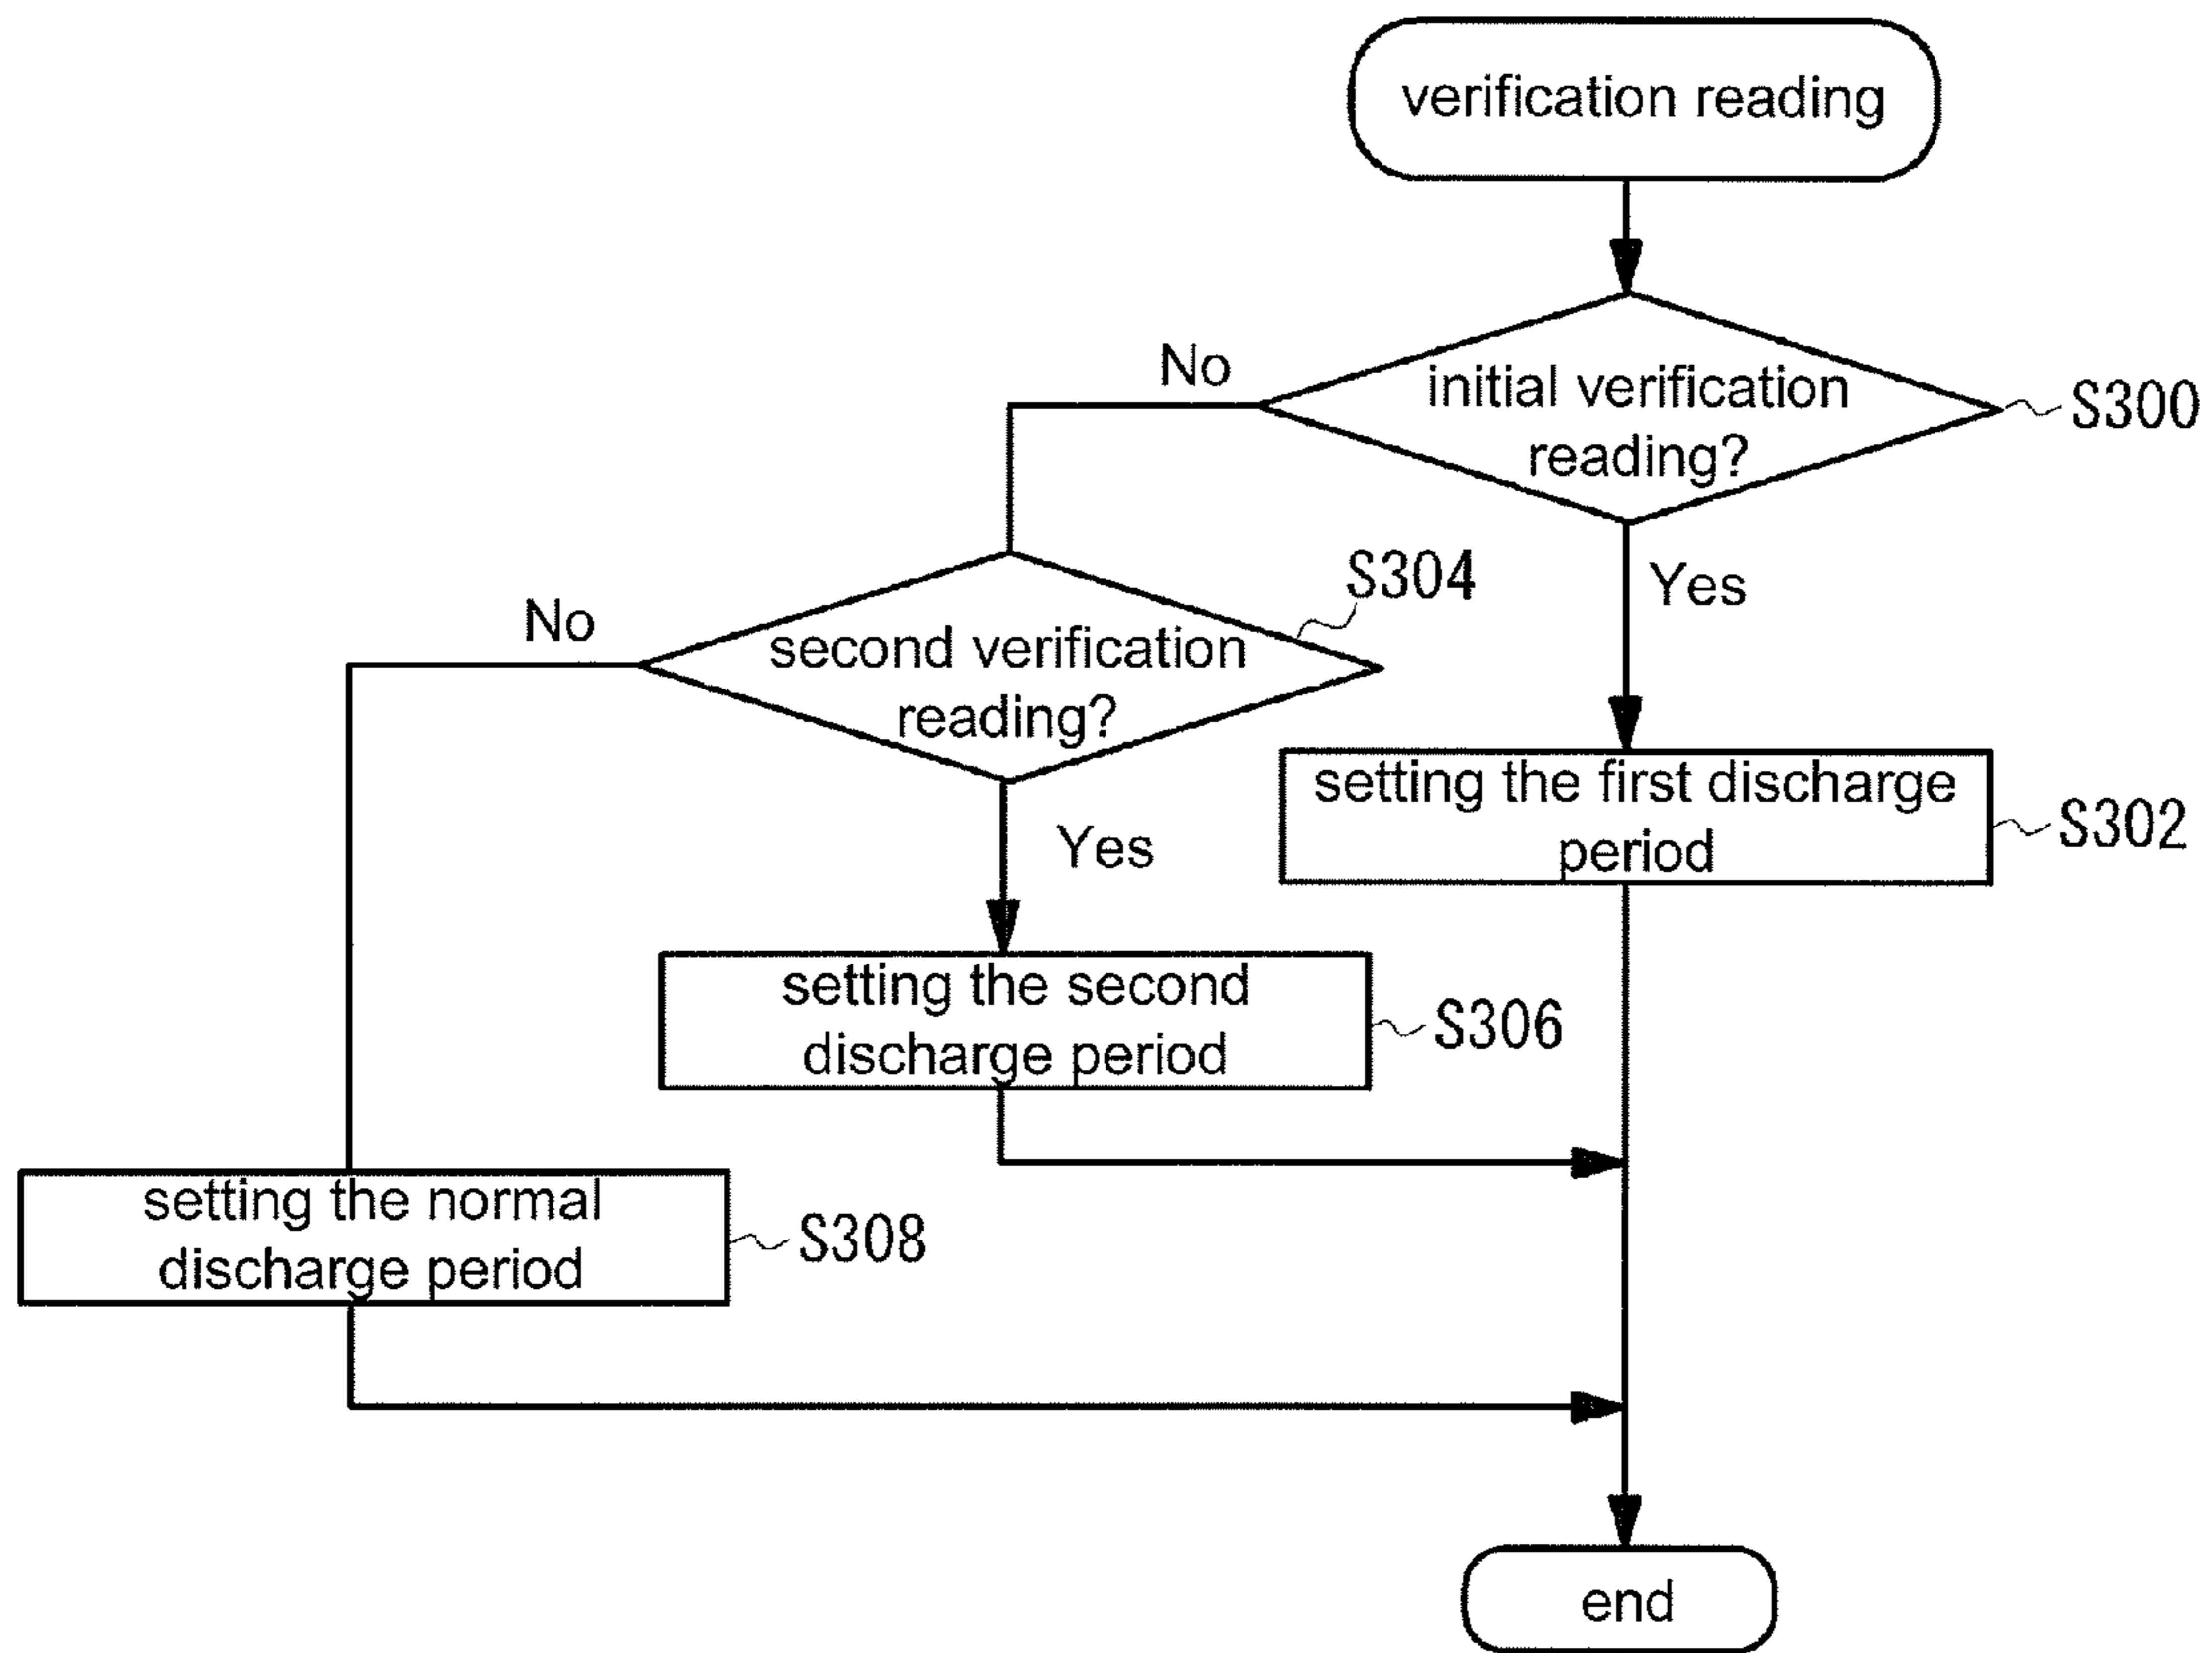 verification reading
No
initial verification
reading?
S300
Yes
S304
No
second verification
reading?
setting the first discharge
period
S302
Yes
setting the second
discharge period
S306
setting the normal
discharge period
S308
end